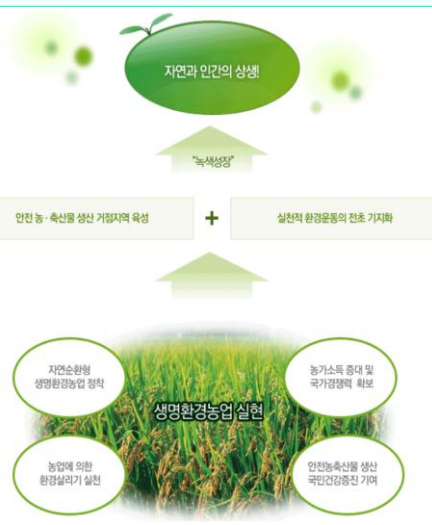 자연과 인간의 상생!
"녹색성장"
안전 농·축산물 생산 거점지역 육성
+
실천적 환경운동의 전초 기지화
자연순환형
생명환경농업 정착
농가소득 증대 및
국가경쟁력 확보
생명환경농업 실현
농업에 의한
환경살리기 실천
안전농축산물 생산
국민건강증진 기여